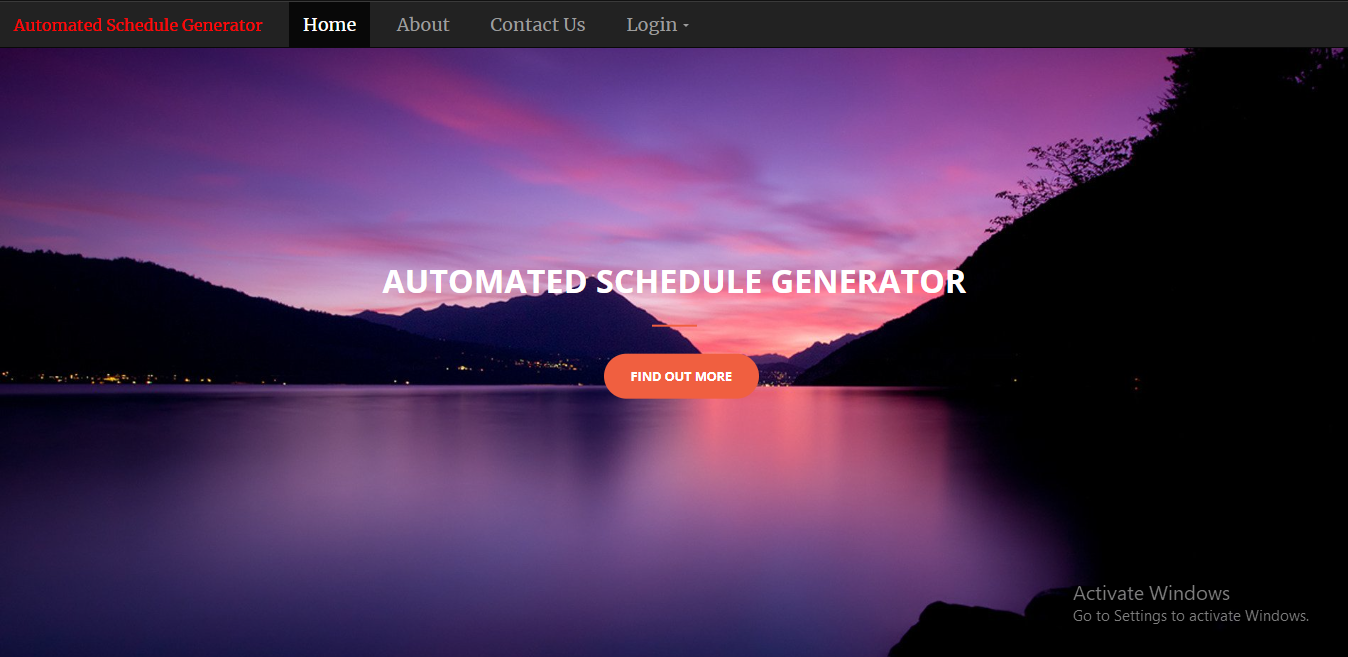 Automated Schedule Generator
Home
About
Contact Us
Login
AUTOMATED SCHEDULE GENERATOR
FIND OUT MORE
Activate Windows
Go to Settings to activate Windows.